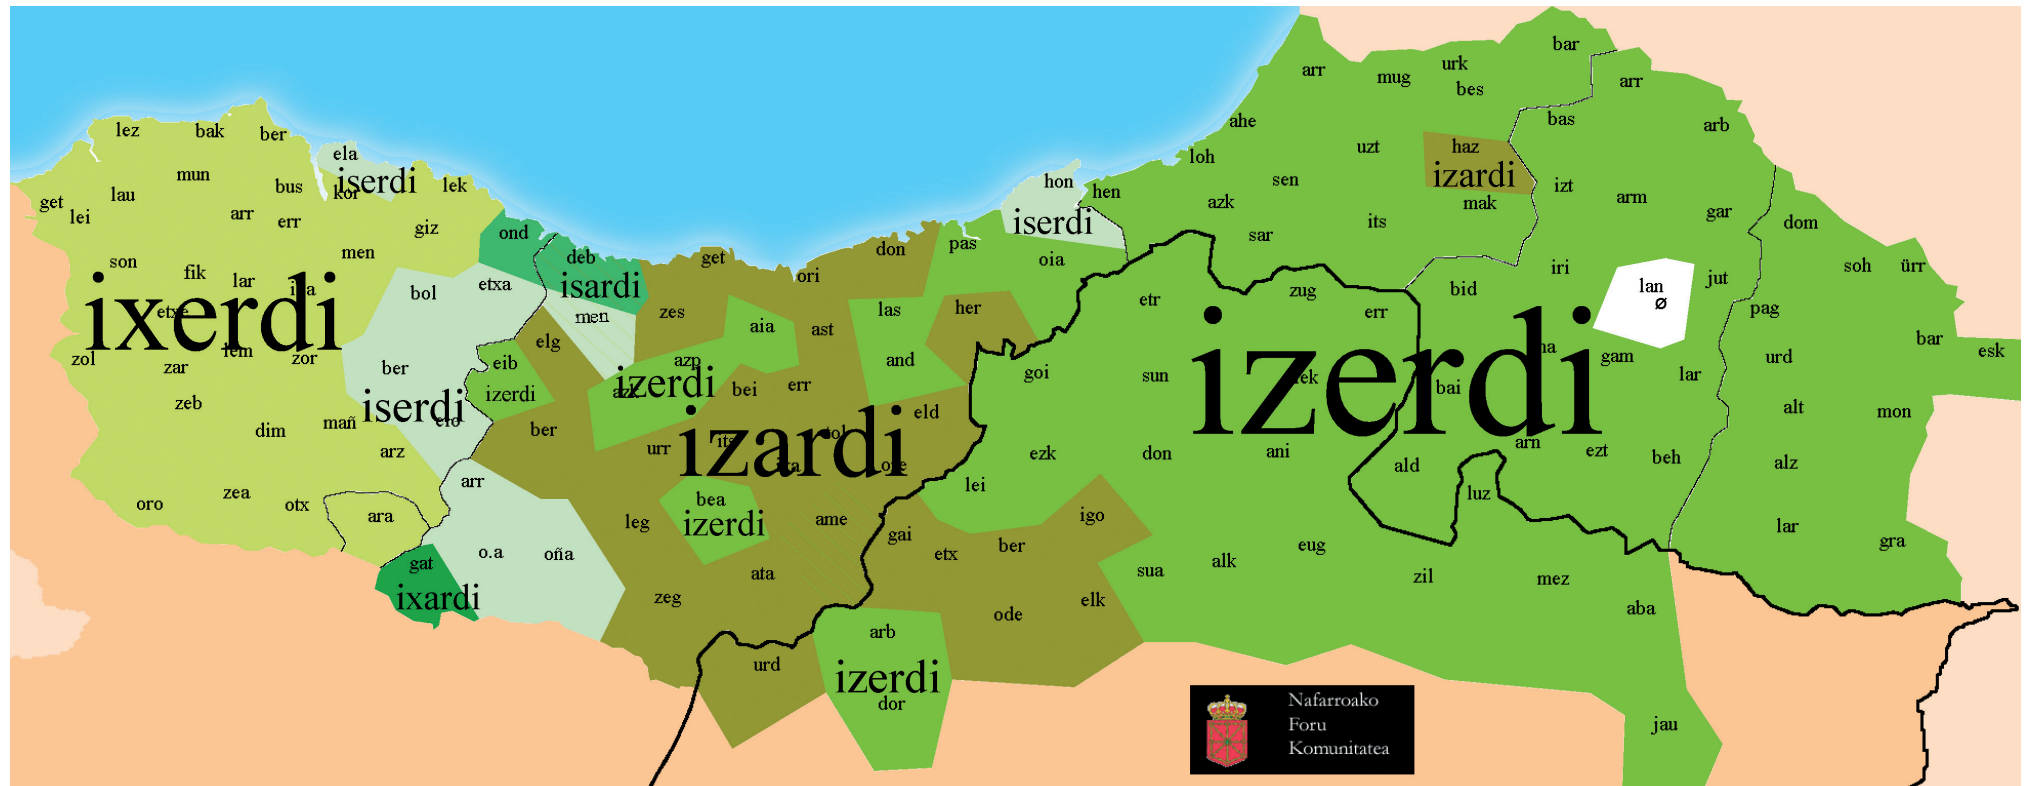 bar
arr
mug
urk
bes
arr
lez
bak
ber
ahe
bas
arb
ela
iserdi
kor
lek
mun
bus
lau
get
lei
arr
err
giz
men
son
fik
lar
ixerdi
zol
zar
zor
zeb
dim
mañ
arz
oro
zea
otx
ara
ond
deb
isardi
etxa
bol
men
ber
iserdi
elg
eib
izerdi
ber
arr
o.a
oña
gat
ixardi
get
ori
don
pas
zes
aia
ast
las
her
azp
izerdi
azk
bei
err
and
eld
izardi
urr
its
tol
bea
izerdi
leg
ame
ata
zeg
urd
hon
hen
iserdi
oia
loh
uzt
haz
izardi
mak
sen
azk
its
sar
izt
arm
gar
iri
dom
soh
ürr
etr
zug
err
bid
lan
ø
jut
pag
izerdi
goi
sun
bai
gam
lar
urd
bar
esk
ezk
don
ani
ald
arn
ezt
beh
alt
mon
alz
lei
luz
lar
gra
gai
etx
ber
igo
sua
alk
eug
zil
mez
aba
ode
elk
arb
izerdi
dor
jau
Nafarroako
Foru
Komunitatea